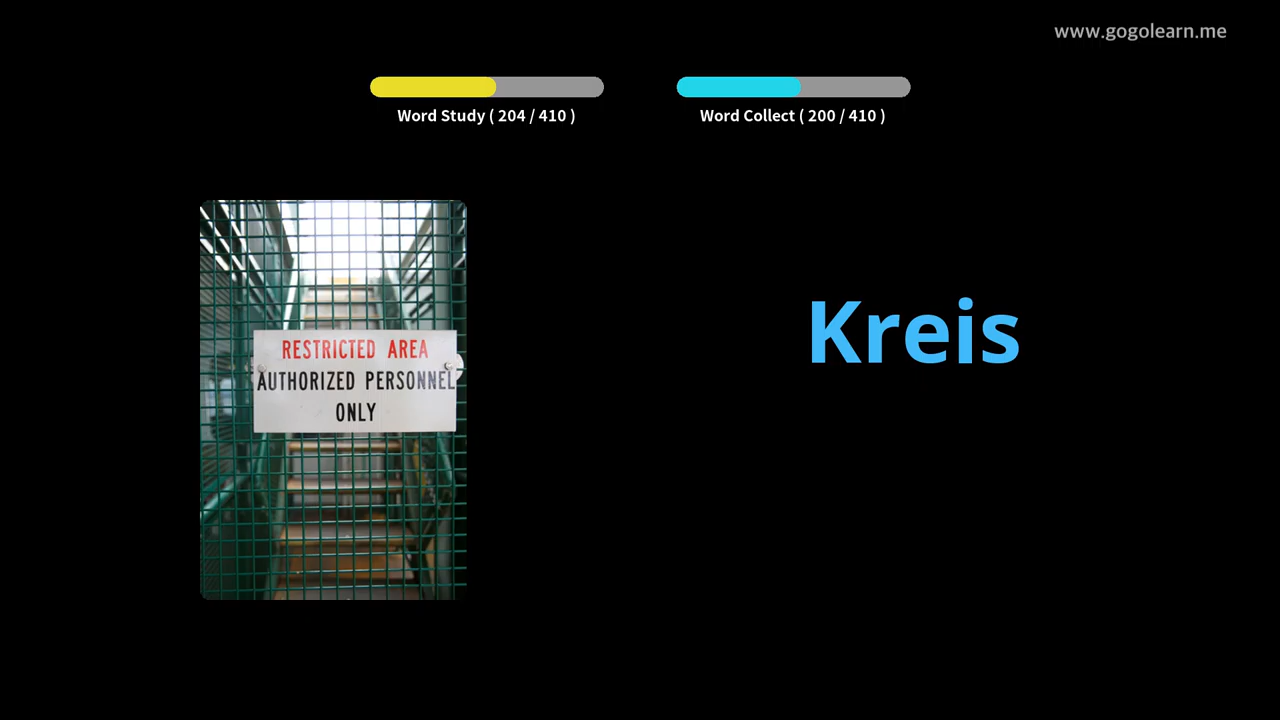 www.gogolearn.me
Word Study ( 204 / 410 )
Word Collect ( 200 / 410 )
RESTRICTED AREA
AUTHORIZED PERSONNEL
ONLY
Kreis